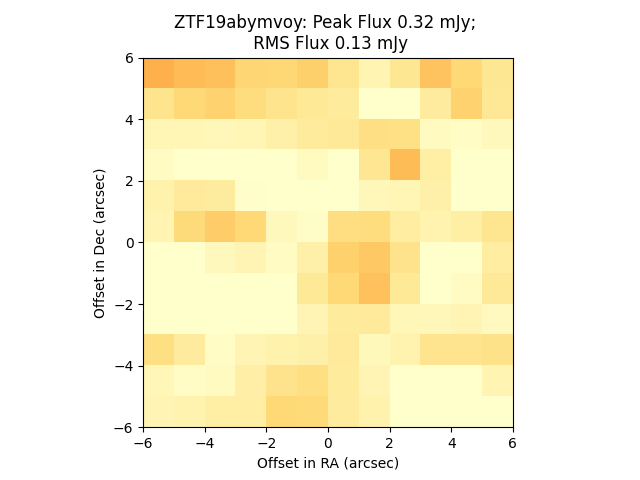 ZTF19abymvoy: Peak Flux 0.32 mJy;
RMS Flux 0.13 mJy
6
4
2
0
−2
−4
−6
Offset in Dec (arcsec)
−6 −4 −2 0 2 4 6
Offset in RA (arcsec)